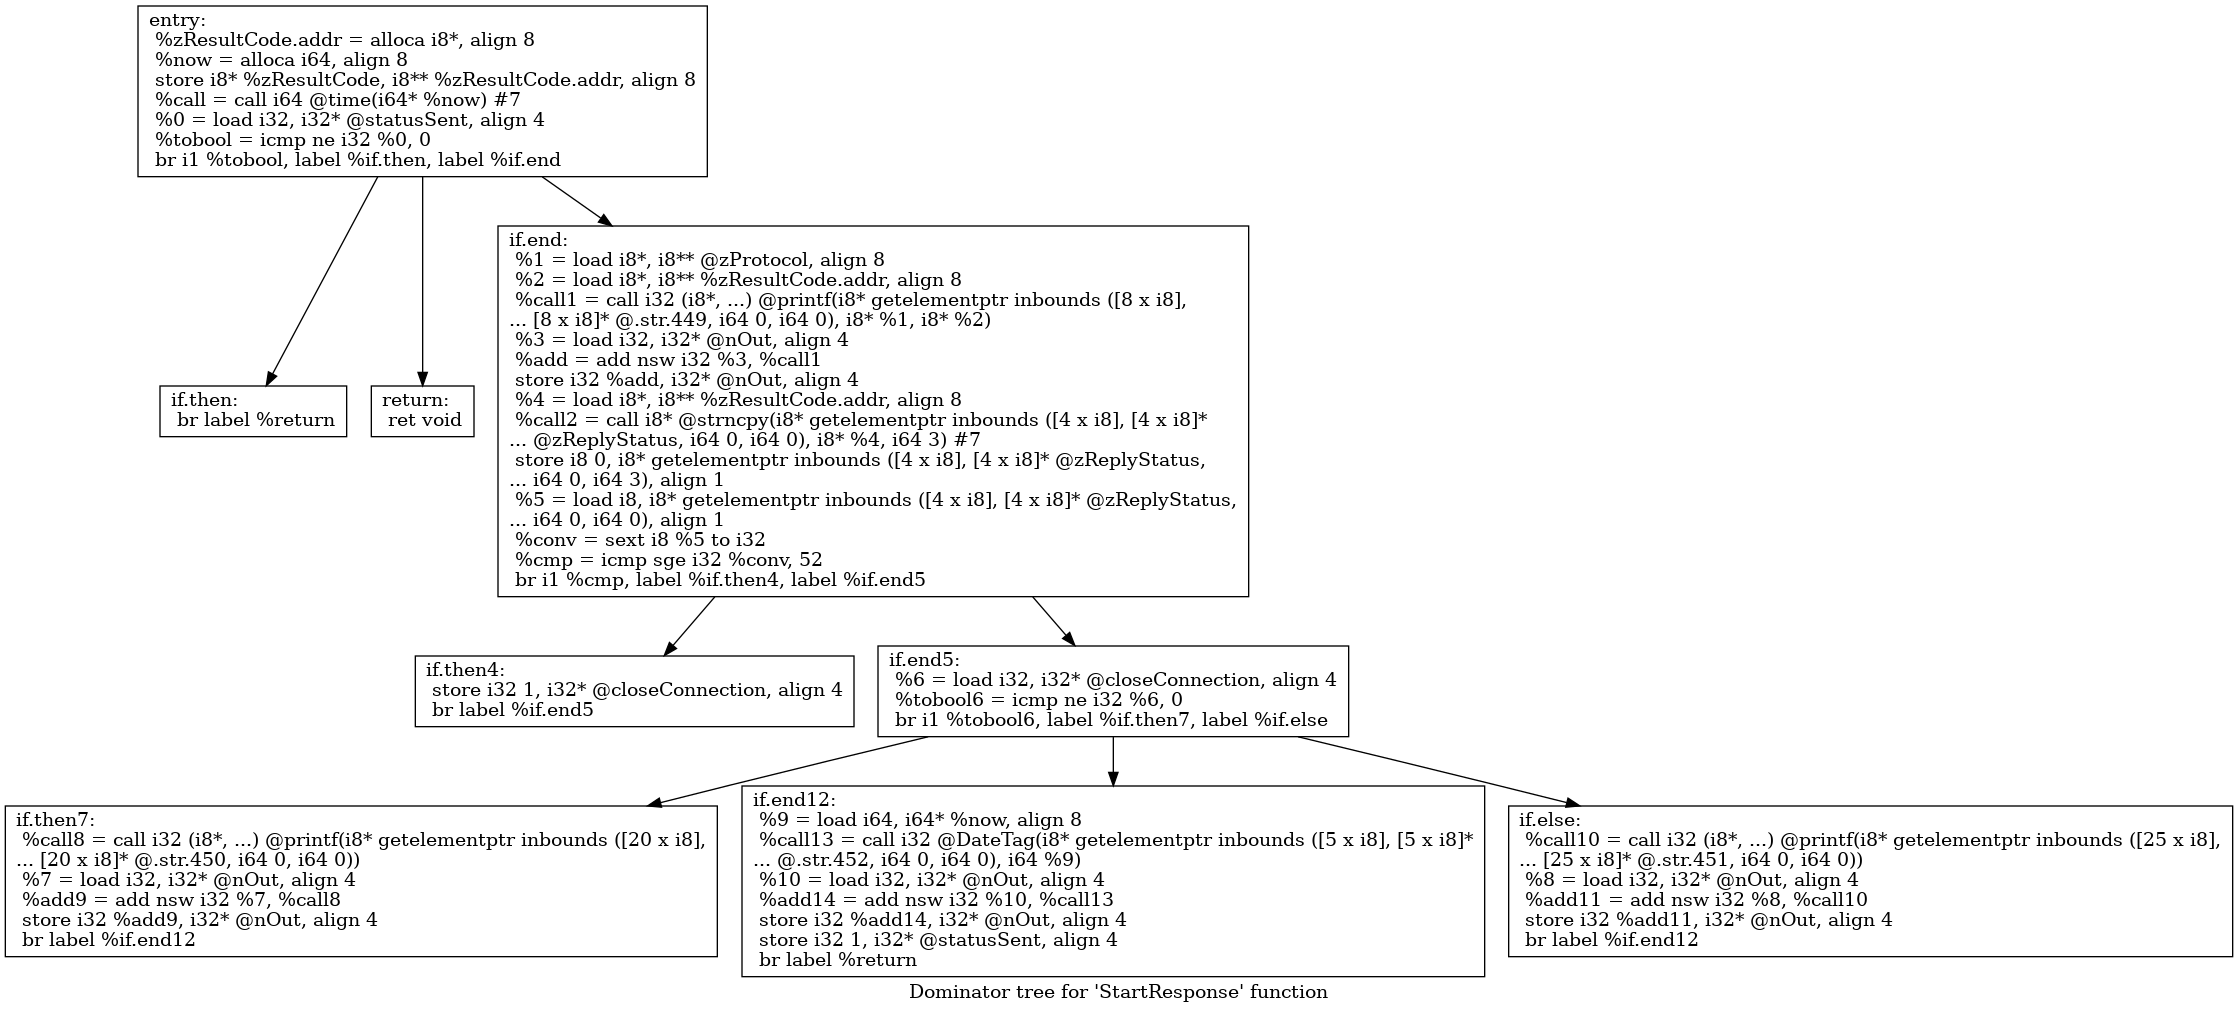 entry:
%zResultCode.addr = alloca i8*, align 8
%now = alloca i64, align 8
store i8* %zResultCode, i8** %zResultCode.addr, align 8
%call = call i64 @time(i64* %now) #7
%0 = load i32, i32* @statusSent, align 4
%tobool = icmp ne i32 %0, 0
br i1 %tobool, label %if.then, label %if.end
if.then:
br label %return
return:
ret void
if.end:
%1 = load i8*, i8** @zProtocol, align 8
%2 = load i8*, i8** %zResultCode.addr, align 8
%call1 = call i32 (i8*, ...) @printf(i8* getelementptr inbounds ([8 x i8],
... [8 x i8]* @.str.449, i64 0, i64 0), i8* %1, i8* %2)
%3 = load i32, i32* @nOut, align 4
%add = add nsw i32 %3, %call1
store i32 %add, i32* @nOut, align 4
%4 = load i8*, i8** %zResultCode.addr, align 8
%call2 = call i8* @strncpy(i8* getelementptr inbounds ([4 x i8], [4 x i8]*
... @zReplyStatus, i64 0, i64 0), i8* %4, i64 3) #7
store i8 0, i8* getelementptr inbounds ([4 x i8], [4 x i8]* @zReplyStatus,
... i64 0, i64 3), align 1
%5 = load i8, i8* getelementptr inbounds ([4 x i8], [4 x i8]* @zReplyStatus,
... i64 0, i64 0), align 1
%conv = sext i8 %5 to i32
%cmp = icmp sge i32 %conv, 52
br i1 %cmp, label %if.then4, label %if.end5
if.then4:
store i32 1, i32* @closeConnection, align 4
br label %if.end5
if.end5:
%6 = load i32, i32* @closeConnection, align 4
%tobool6 = icmp ne i32 %6, 0
br i1 %tobool6, label %if.then7, label %if.else
if.then7:
%call8 = call i32 (i8*, ...) @printf(i8* getelementptr inbounds ([20 x i8],
... [20 x i8]* @.str.450, i64 0, i64 0))
%7 = load i32, i32* @nOut, align 4
%add9 = add nsw i32 %7, %call8
store i32 %add9, i32* @nOut, align 4
br label %if.end12
if.end12:
%9 = load i64, i64* %now, align 8
%call13 = call i32 @DateTag(i8* getelementptr inbounds ([5 x i8], [5 x i8]*
... @.str.452, i64 0, i64 0), i64 %9)
%10 = load i32, i32* @nOut, align 4
%add14 = add nsw i32 %10, %call13
store i32 %add14, i32* @nOut, align 4
store i32 1, i32* @statusSent, align 4
br label %return
if.else:
%call10 = call i32 (i8*, ...) @printf(i8* getelementptr inbounds ([25 x i8],
... [25 x i8]* @.str.451, i64 0, i64 0))
%8 = load i32, i32* @nOut, align 4
%add11 = add nsw i32 %8, %call10
store i32 %add11, i32* @nOut, align 4
br label %if.end12
Dominator tree for 'StartResponse' function